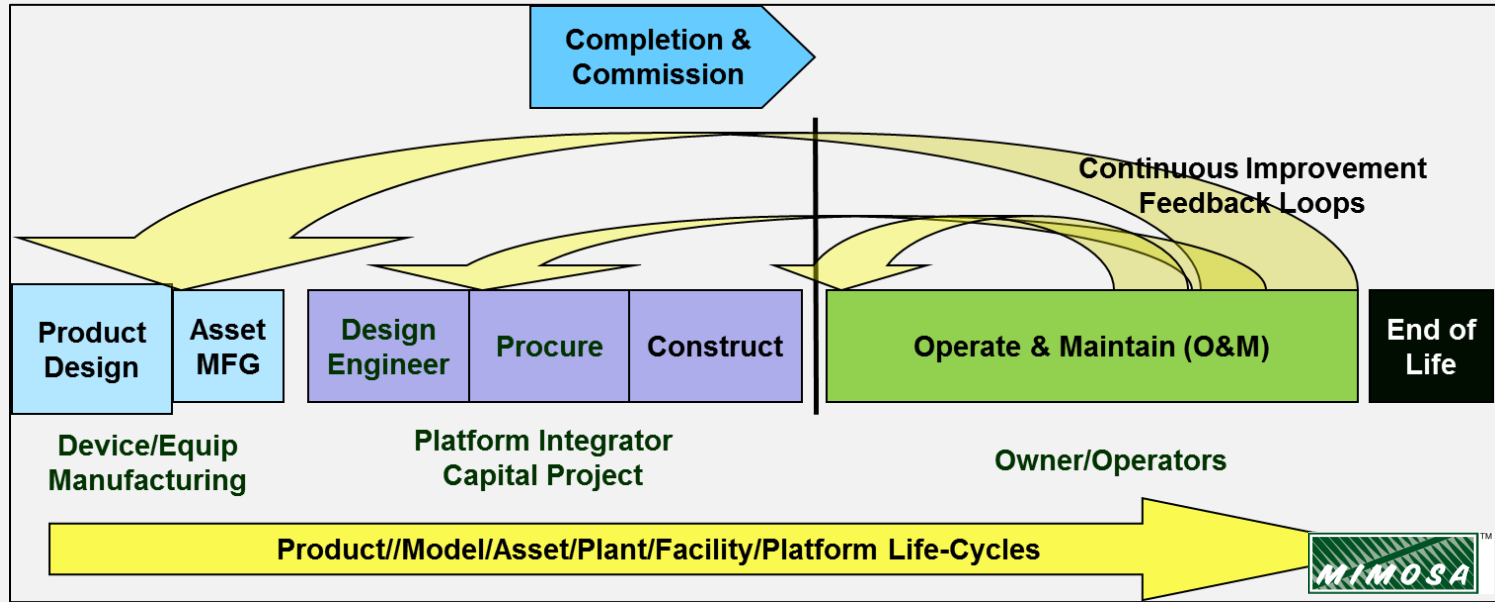 Completion &
Commission
Continuous Improvement
Feedback Loops
Product
Design
Asset
MFG
Design
Engineer
Procure
Construct
Operate & Maintain (O&M)
End of
Life
Device/Equip
Manufacturing
Platform Integrator
Capital Project
Owner/Operators
Product//Model/Asset/Plant/Facility/Platform Life-Cycles
MIMOSA
TM